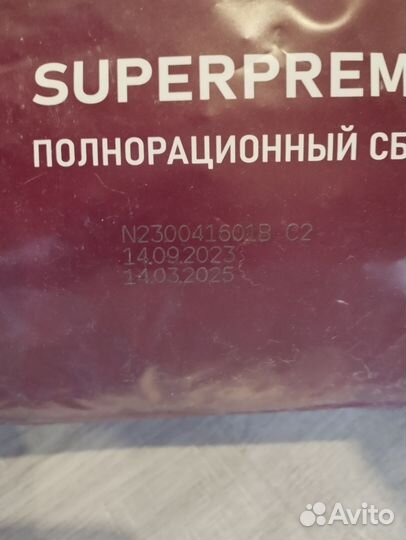 SUPERPREM
ПОЛНОРАЦИОННЫЙ СБ
N230041601B C2
14.09.2023
14.03.2025
Avito